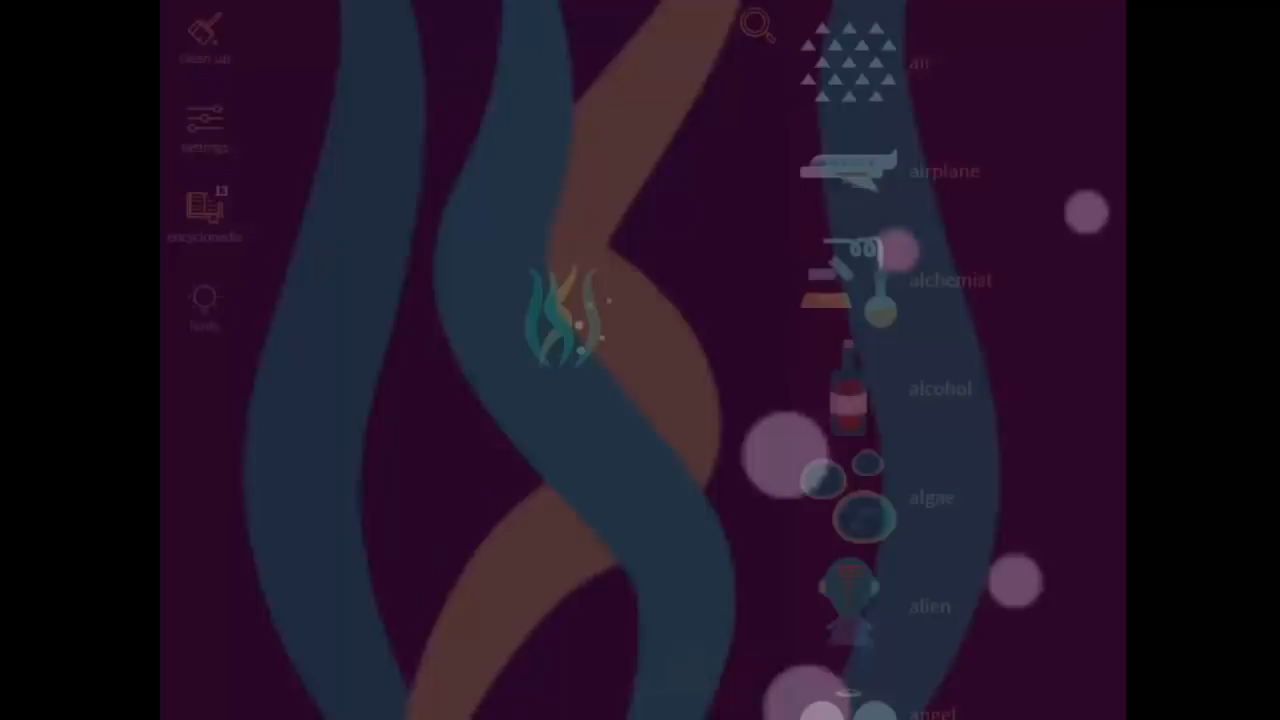 clean up
settings
13
encyclopedia
hints
air
airplane
alchemist
alcohol
algae
alien
angel